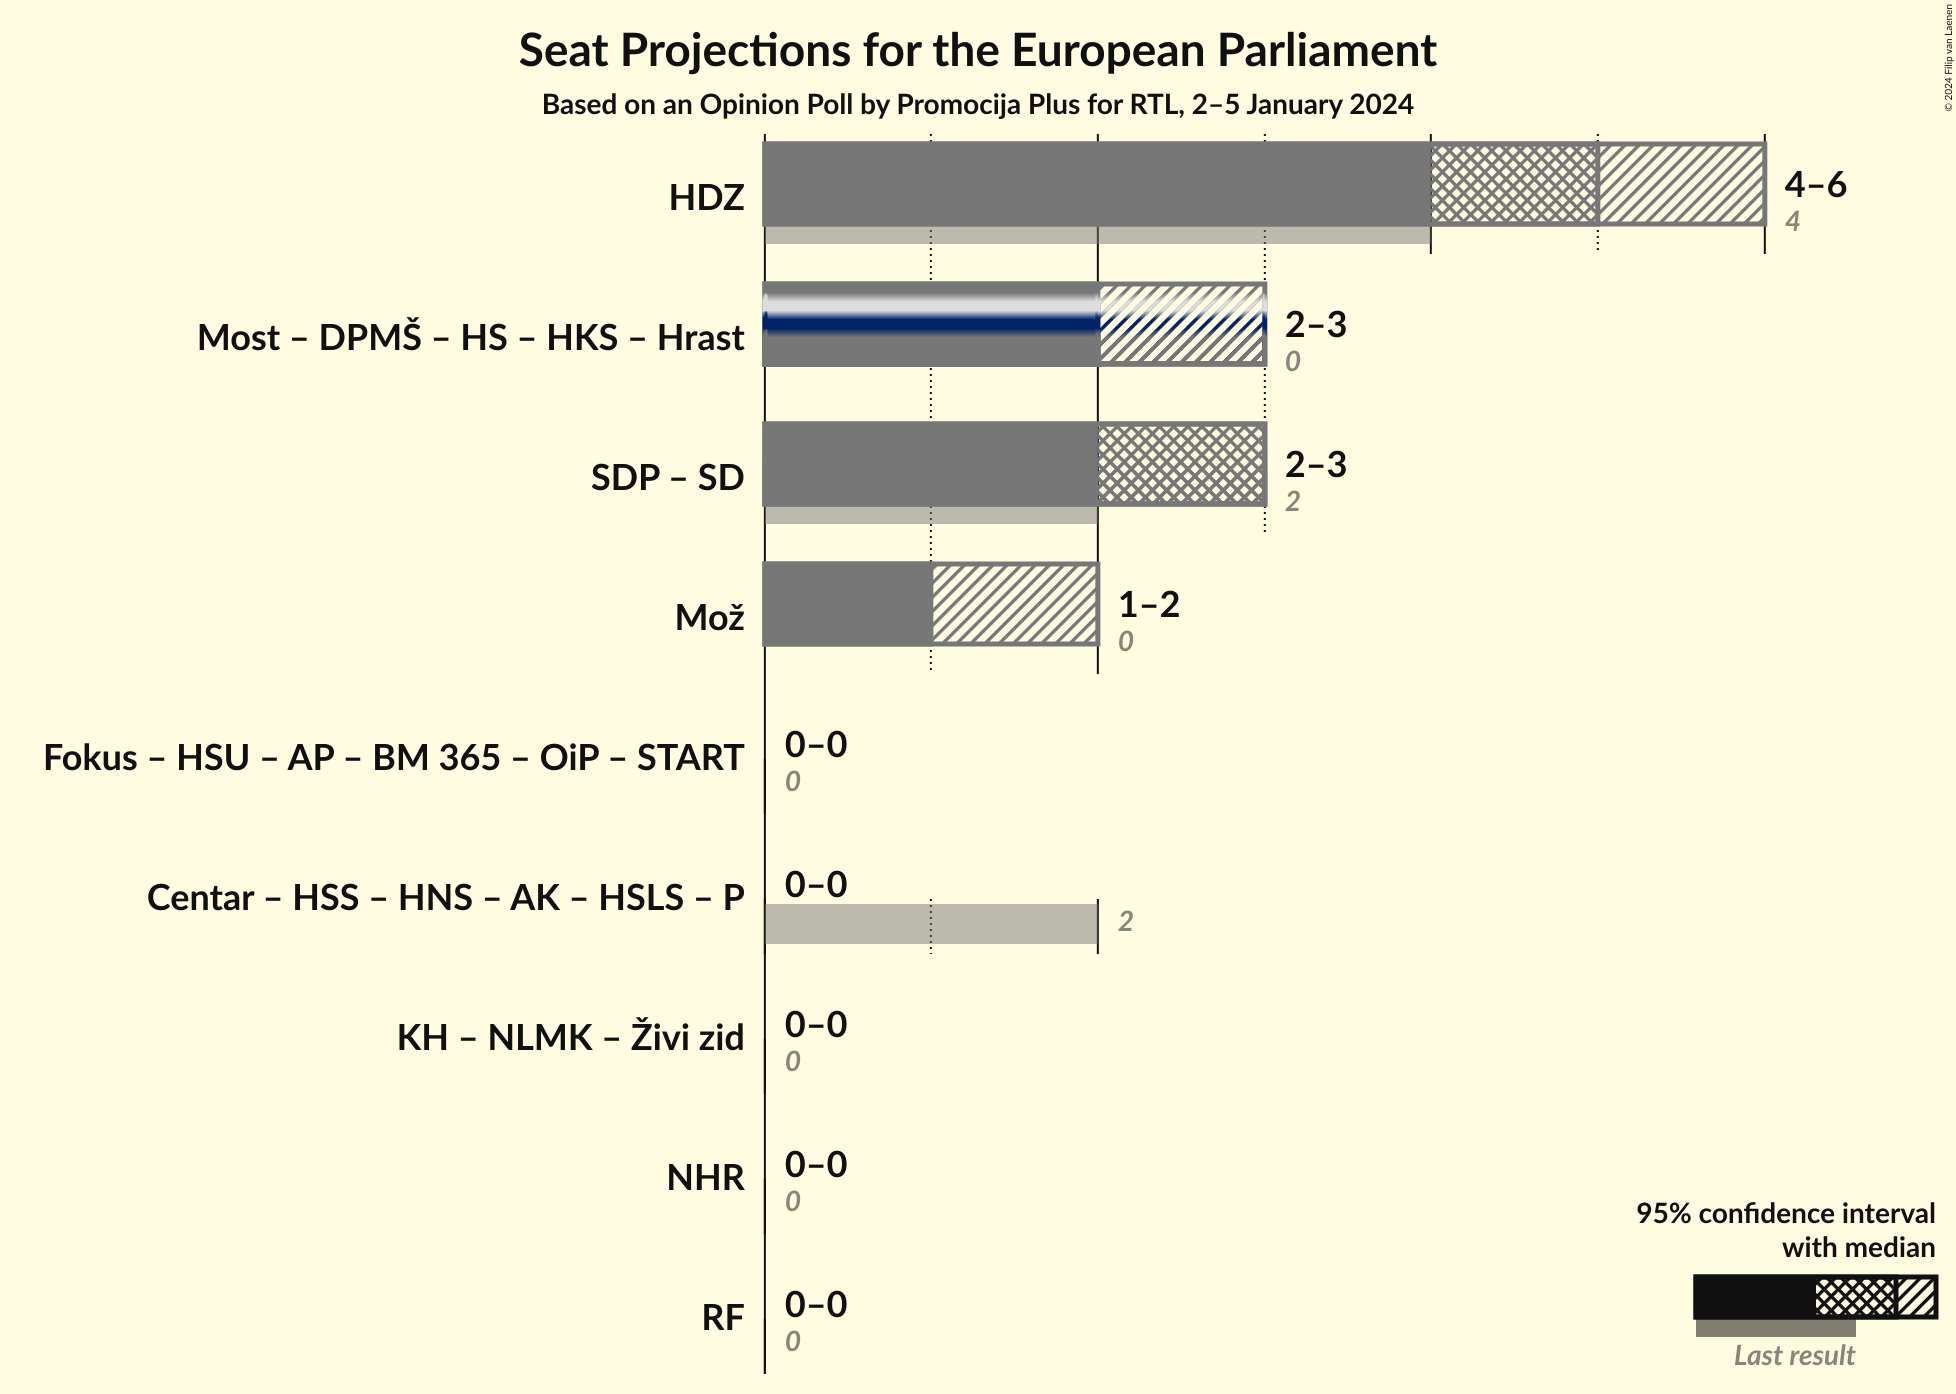 Seat Projections for the European Parliament
Based on an Opinion Poll by Promocija Plus for RTL, 2–5 January 2024
© 2024 Filip van Laenen
HDZ
4–6
4
Most – DPMŠ – HS – HKS – Hrast
2–3
0
SDP – SD
2–3
2
Mož
1–2
0
Fokus – HSU – AP – BM 365 – OiP – START
0–0
0
Centar – HSS – HNS – AK – HSLS – P
0–0
2
KH – NLMK – Živi zid
0–0
0
NHR
0–0
0
RF
0–0
0
95% confidence interval
with median
Last result